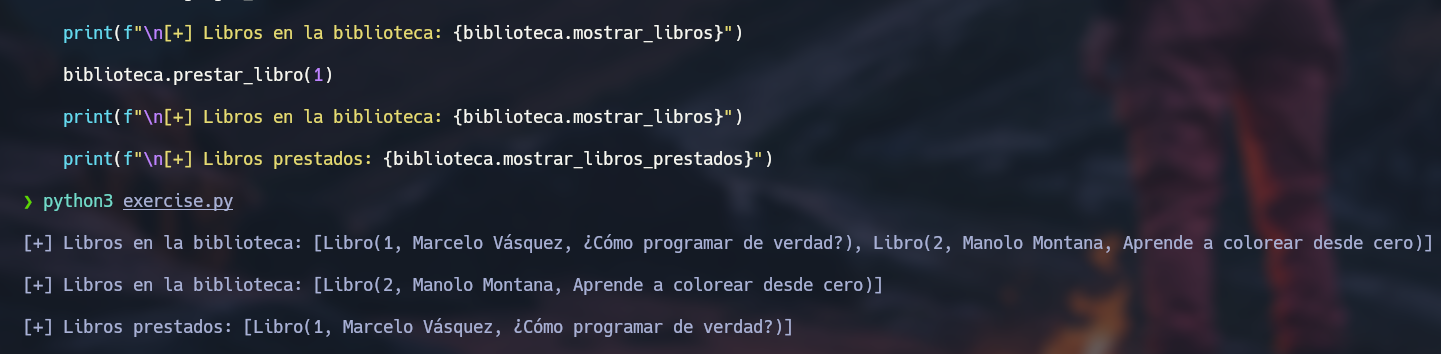 print(f"\n[+] Libros en la biblioteca: {biblioteca.mostrar_libros}")
biblioteca.prestar_libro(1)
print(f"\n[+] Libros en la biblioteca: {biblioteca.mostrar_libros}")
print(f"\n[+] Libros prestados: {biblioteca.mostrar_libros_prestados}")
❯ python3 exercise.py
[+] Libros en la biblioteca: [Libro(1, Marcelo Vásquez, ¿Cómo programar de verdad?), Libro(2, Manolo Montana, Aprende a colorear desde cero)]
[+] Libros en la biblioteca: [Libro(2, Manolo Montana, Aprende a colorear desde cero)]
[+] Libros prestados: [Libro(1, Marcelo Vásquez, ¿Cómo programar de verdad?)]